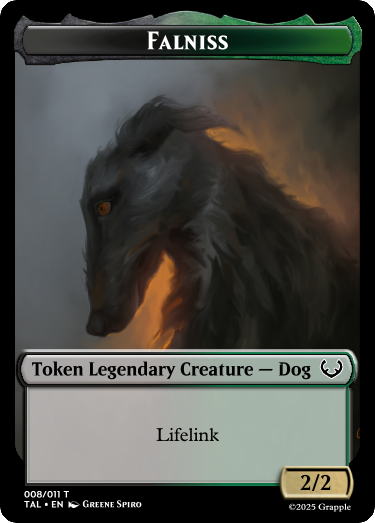 Falniss
Token Legendary Creature — Dog
Lifelink
2/2
008/011 T
TAL • EN Greene Spiro
©2025 Grapple